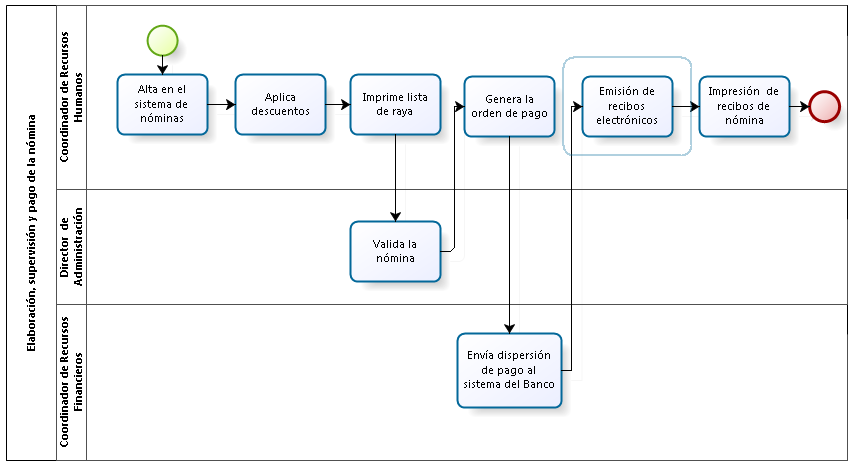 Elaboración, supervisión y pago de la nómina
Coordinador de Recursos
Humanos
Alta en el
sistema de
nóminas
Aplica
descuentos
Imprime lista
de raya
Genera la
orden de pago
Emisión de
recibos
electrónicos
Impresión de
recibos de
nómina
Director de
Administración
Valida la
nómina
Coordinador de Recursos
Financieros
Envía dispersión
de pago al
sistema del Banco